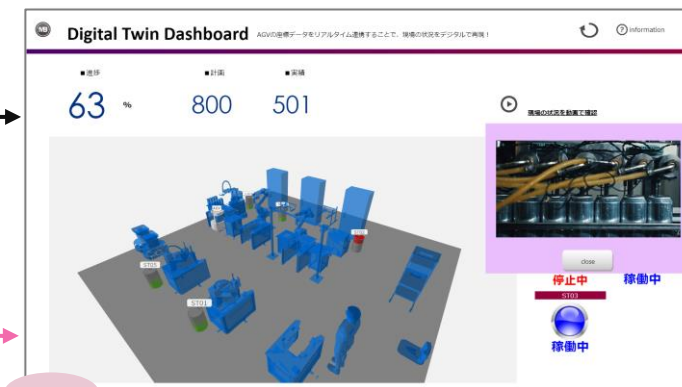 WB
Digital Twin Dashboard
AGVの座標データをリアルタイム連携することで、現場の状況をデジタルで再現！
? information
■進捗
■計画
■実績
63 %
800
501
現場の状況を動画で確認
close
停止中
稼働中
ST03
稼働中
ST05
ST01